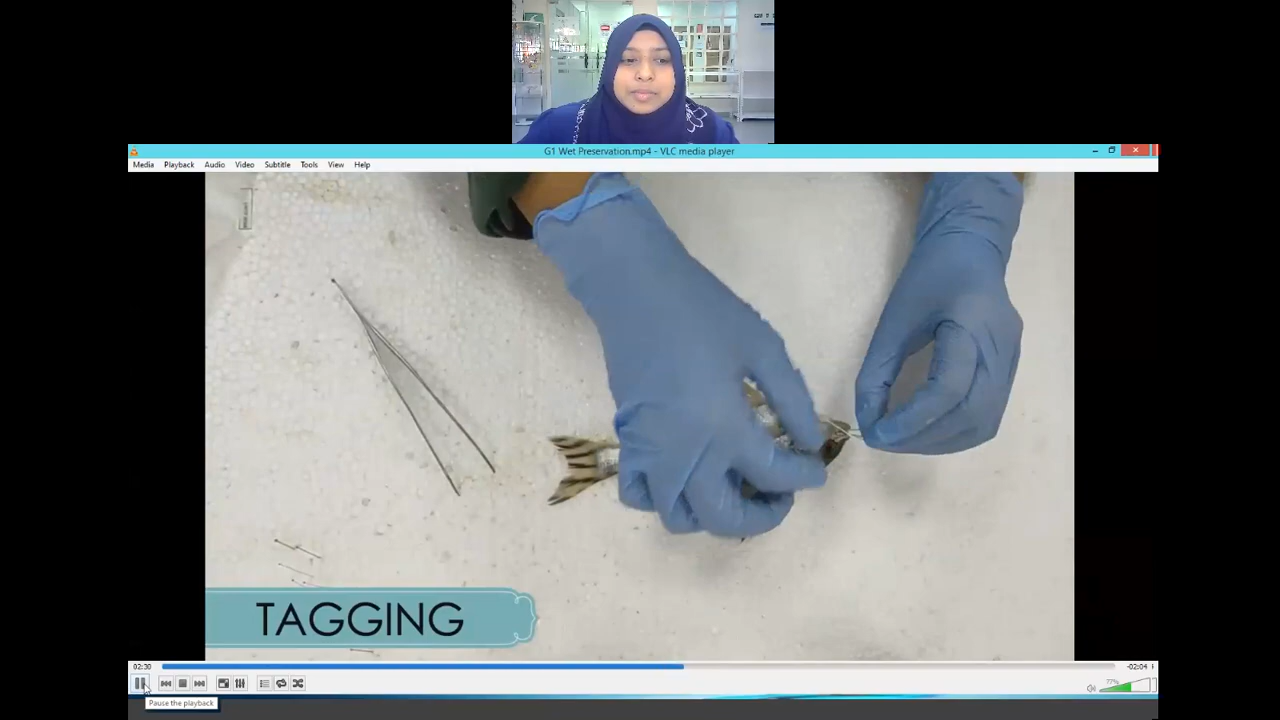 G1 Wet Preservation.mp4 - VLC media player
Media Playback Audio Video Subtitle Tools View Help
TAGGING
02:30
-02:04
77%
Pause the playback